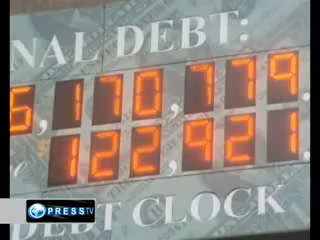 NAL DEBT:
6,170,779,
122,921
DEBT CLOCK
PRESSTV